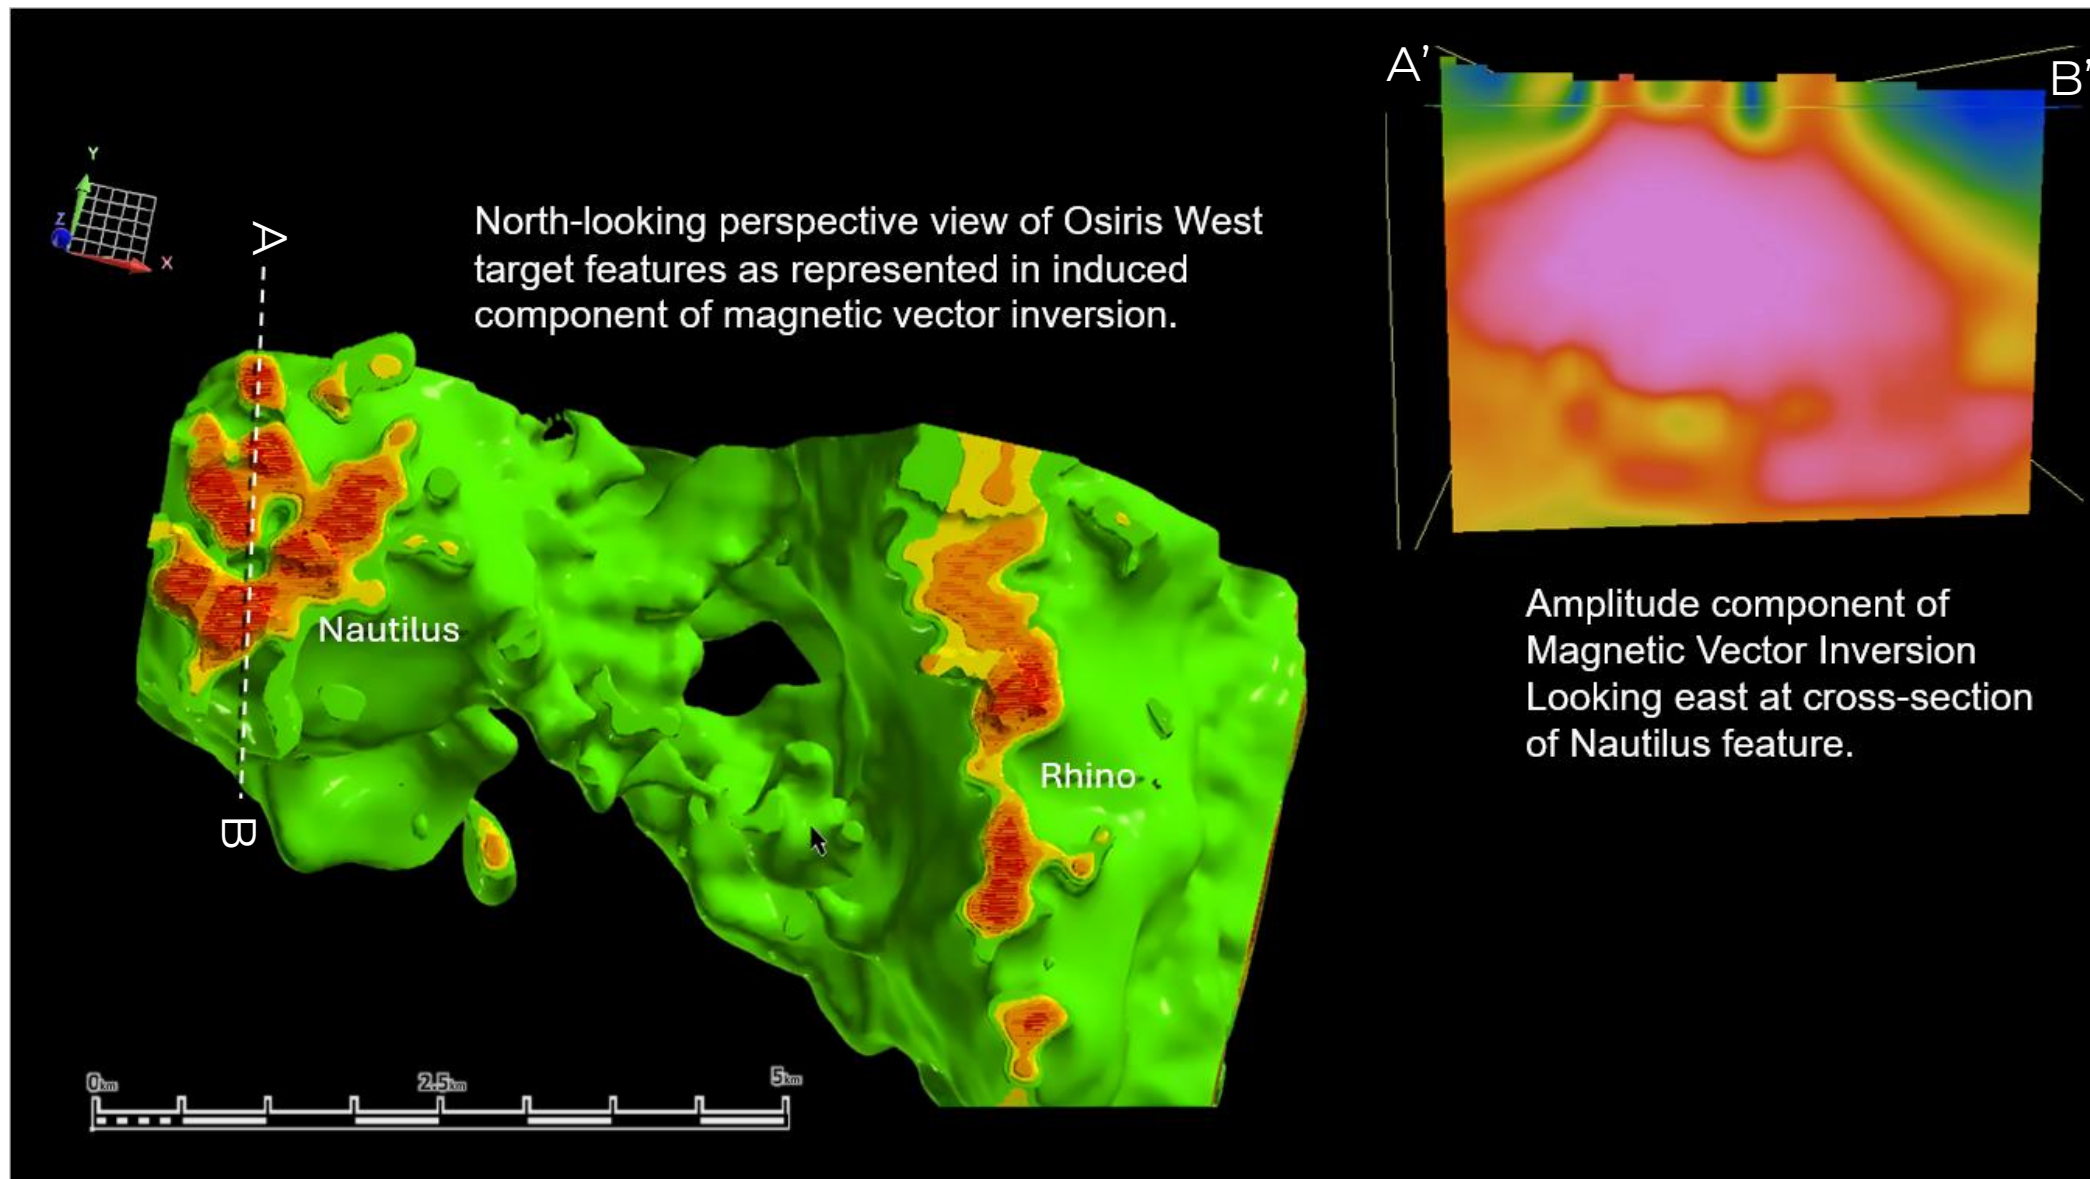 A'
B'
Y
Z
X
A
North-looking perspective view of Osiris West
target features as represented in induced
component of magnetic vector inversion.
Nautilus
Rhino
B
Amplitude component of
Magnetic Vector Inversion
Looking east at cross-section
of Nautilus feature.
0km
2.5km
5km